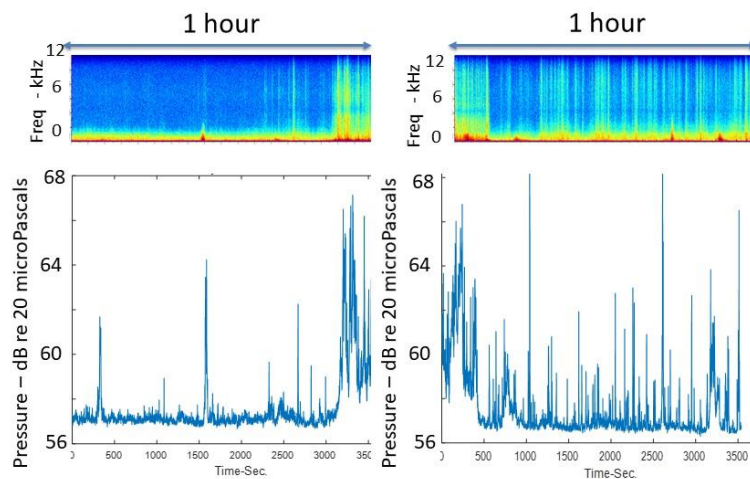 1 hour
12
6
0
Freq - kHz
68
64
60
56
Pressure – dB re 20 microPascals
0 500 1000 1500 2000 2500 3000
Time-Sec.
1 hour
12
6
0
Freq - kHz
68
64
60
56
Pressure – dB re 20 microPascals
0 500 1000 1500 2000 2500 3000 3500
Time-Sec.